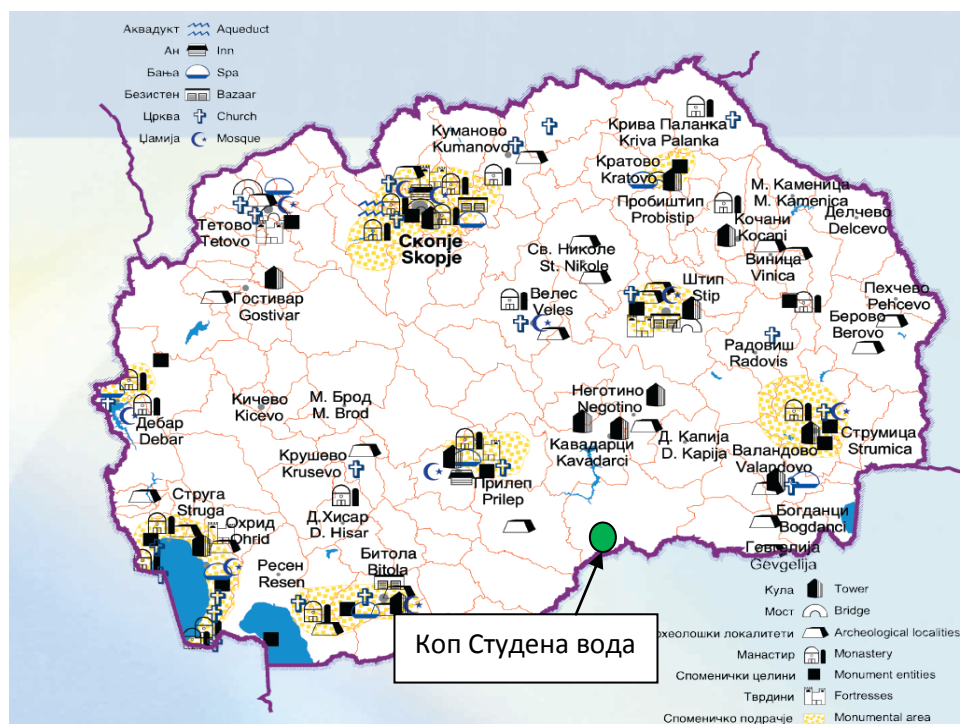 Аквадукт Aqueduct
Ан Inn
Бања Spa
Безистен Bazaar
Црква Church
Џамија Mosque
Куманово
Kumanovo
Крива Паланка
Kriva Palanka
Кратово
Kratovo
Пробиштип
Probistip
М. Каменица
M. Kamenica
Делчево
Delcevo
Кочани
Kocani
Виница
Vinica
Тетово
Tetovo
Скопје
Skopje
Св. Николе
St. Nikole
Штип
Stip
Гостивар
Gostivar
Велес
Veles
Пехчево
Pehcevo
Берово
Berovo
Радовиш
Radovis
Кичево
Kicevo
М. Брод
M. Brod
Неготино
Negotino
Дебар
Debar
Кавадарци
Kavadarci
Д. Капија
D. Kapija
Струмица
Strumica
Валандово
Valandovo
Крушево
Krusevo
Прилеп
Prilep
Струга
Struga
Охрид
Ohrid
Д.Хисар
D. Hisar
Богданци
Bogdanci
Ресен
Resen
Битола
Bitola
Гевгелија
Gevgelija
Коп Студена вода
Кула Tower
Мост Bridge
рхеолошки локалитети Archeological localities
Манастир Monastery
Споменички целини Monument entities
Тврдини Fortresses
Споменичко подрачје Monumental area